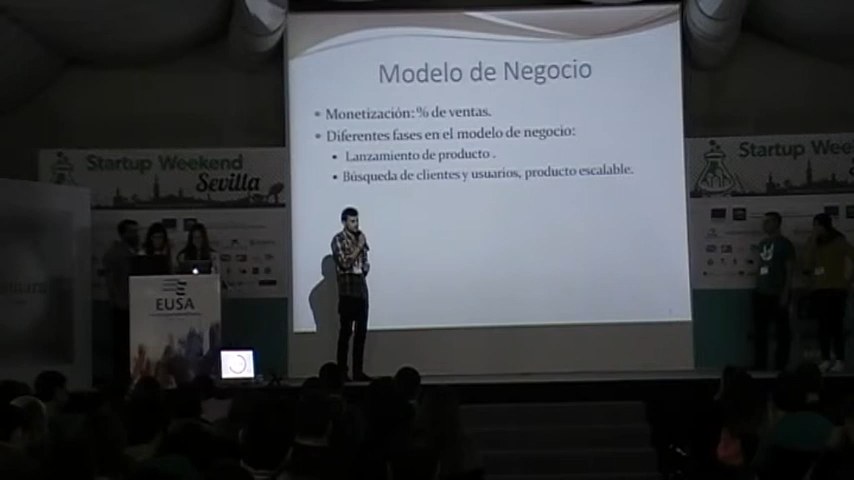 Modelo de Negocio
Monetización: % de ventas.
Diferentes fases en el modelo de negocio:
Lanzamiento de producto .
Búsqueda de clientes y usuarios, producto escalable.
Startup Weekend
Sevilla
Startup Wee
EUSA